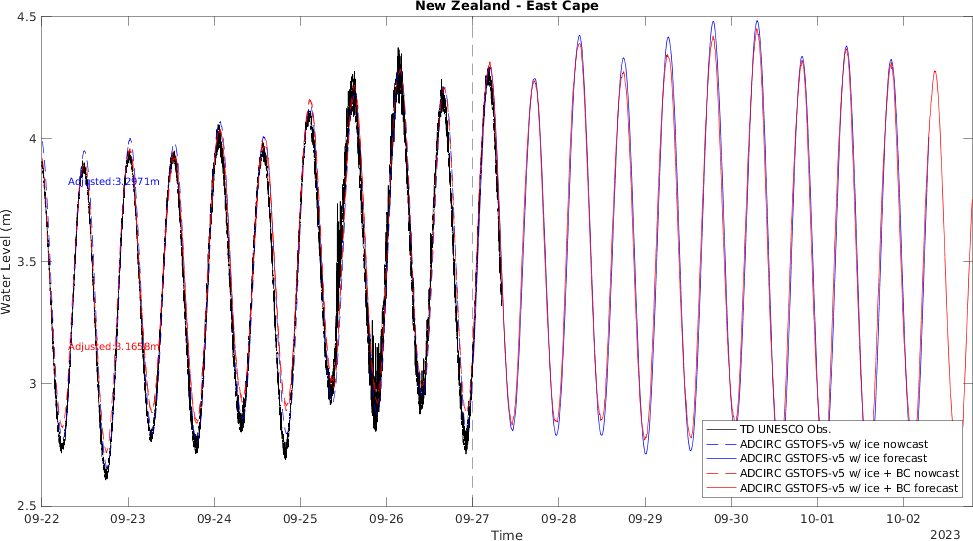 New Zealand - East Cape
4.5
4
3.5
3
2.5
Water Level (m)
Adjusted:3.2971m
Adjusted:3.1658m
TD UNESCO Obs.
ADCIRC GSTOFS-v5 w/ ice nowcast
ADCIRC GSTOFS-v5 w/ ice forecast
ADCIRC GSTOFS-v5 w/ ice + BC nowcast
ADCIRC GSTOFS-v5 w/ ice + BC forecast
09-22 09-23 09-24 09-25 09-26 09-27 09-28 09-29 09-30 10-01 10-02
Time
2023